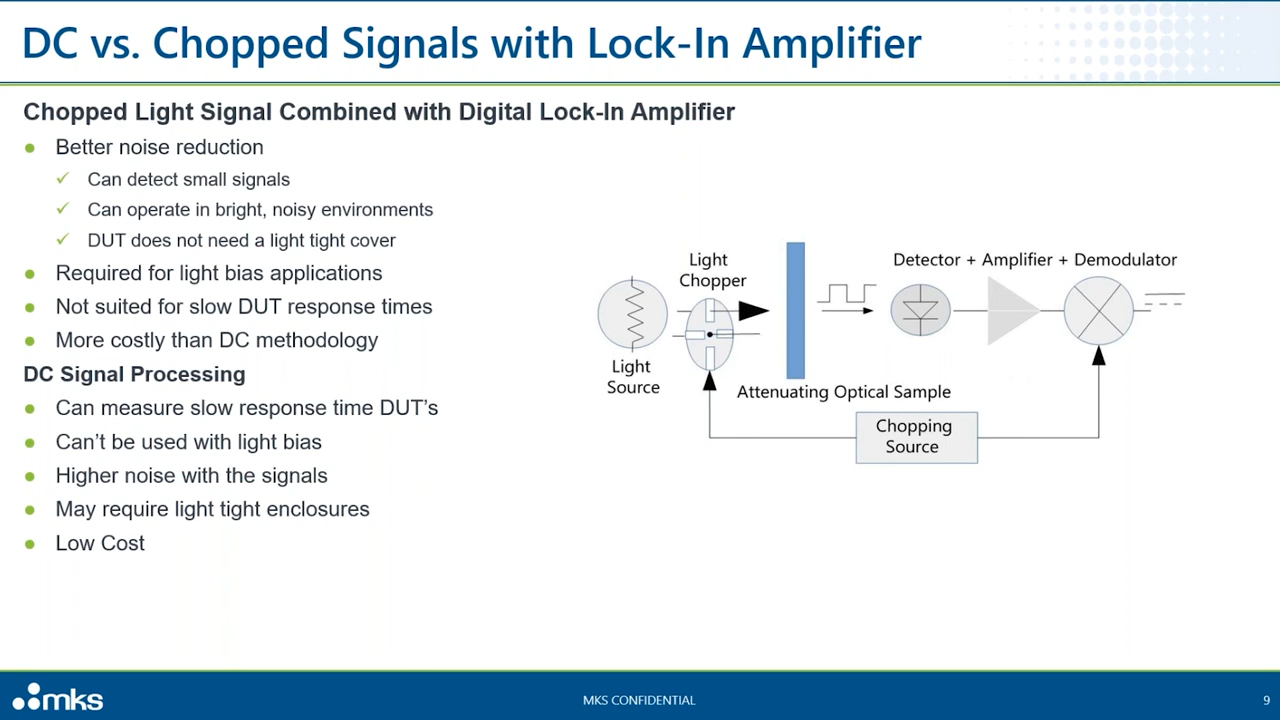 DC vs. Chopped Signals with Lock-In Amplifier
Chopped Light Signal Combined with Digital Lock-In Amplifier
Better noise reduction
Can detect small signals
Can operate in bright, noisy environments
DUT does not need a light tight cover
Required for light bias applications
Not suited for slow DUT response times
More costly than DC methodology
DC Signal Processing
Can measure slow response time DUT’s
Can’t be used with light bias
Higher noise with the signals
May require light tight enclosures
Low Cost
Light
Chopper
Detector + Amplifier + Demodulator
Light
Source
Attenuating Optical Sample
Chopping
Source
mks
MKS CONFIDENTIAL
9